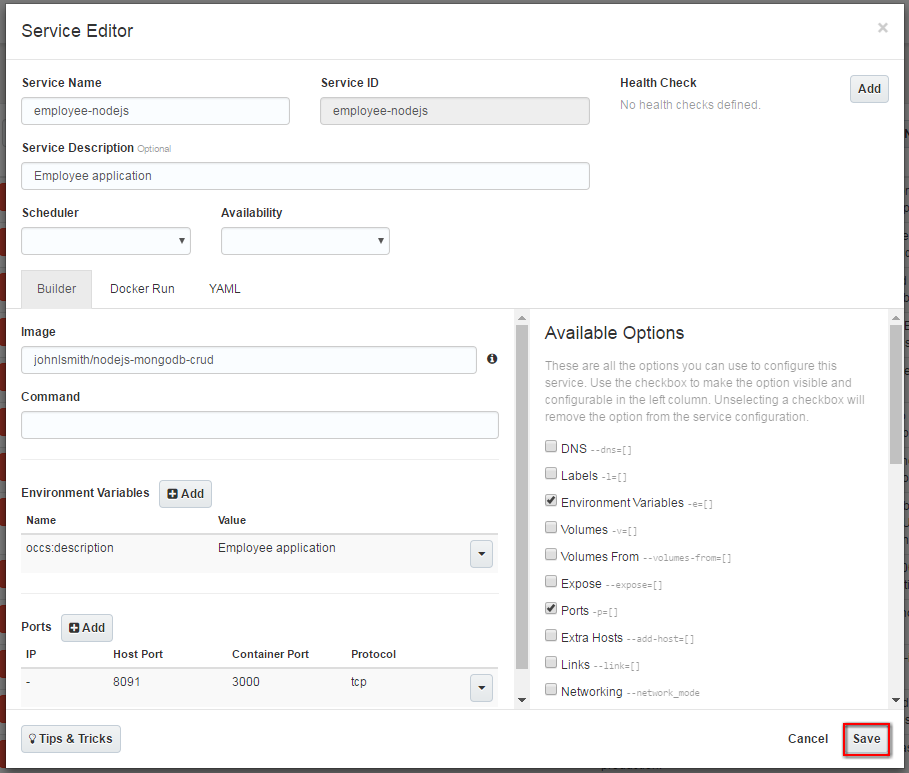 Service Editor ×
Service Name Service ID Health Check Add
employee-nodejs employee-nodejs No health checks defined.
Service Description Optional
Employee application
Scheduler Availability
Builder Docker Run YAML
Image
johnlsmith/nodejs-mongodb-crud
Command
Environment Variables Add
Name Value
occs:description Employee application
Ports Add
IP Host Port Container Port Protocol
- 8091 3000 tcp
Available Options
These are all the options you can use to configure this
service. Use the checkbox to make the option visible and
configurable in the left column. Unselecting a checkbox will
remove the option from the service configuration.
DNS --dns=[]
Labels -l=[]
Environment Variables -e=[]
Volumes -v=[]
Volumes From --volumes-from=[]
Expose --expose=[]
Ports -p=[]
Extra Hosts --add-host=[]
Links --link=[]
Networking --network_mode
Tips & Tricks Cancel Save